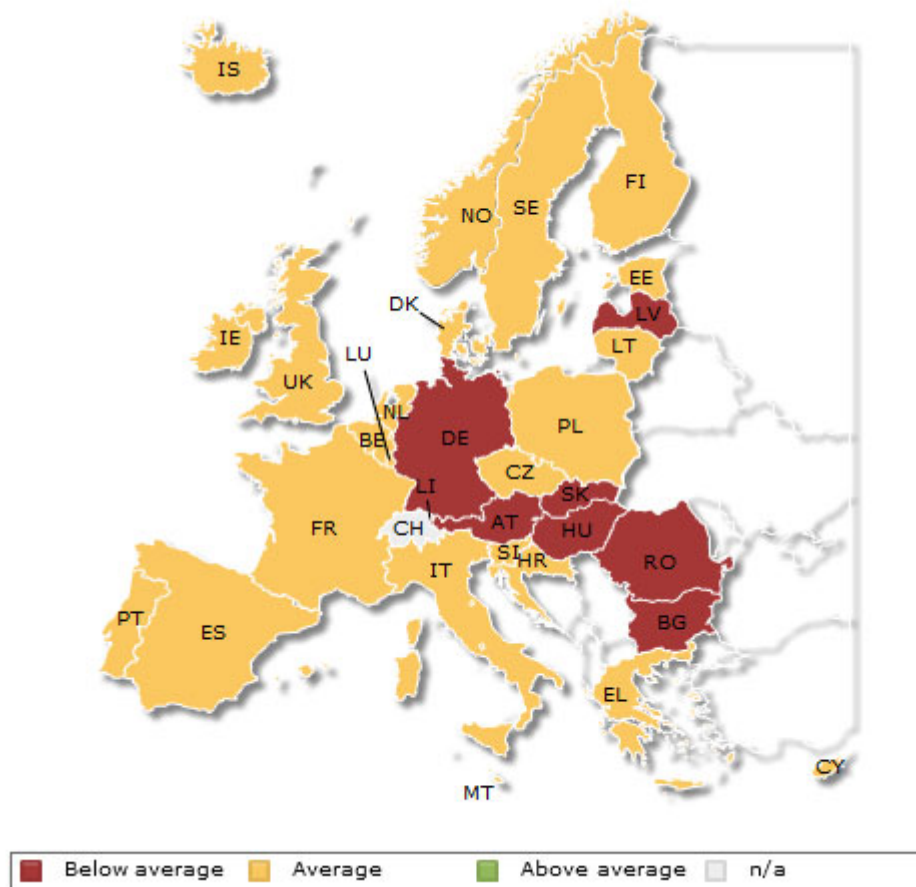 IS
FI
SE
NO
EE
DK
LV
IE
LT
LU
UK
NL
PL
BE
DE
CZ
LI
SK
AT
FR
CH
HU
SI
HR
RO
IT
PT
ES
BG
EL
CY
MT
Below average Average Above average n/a